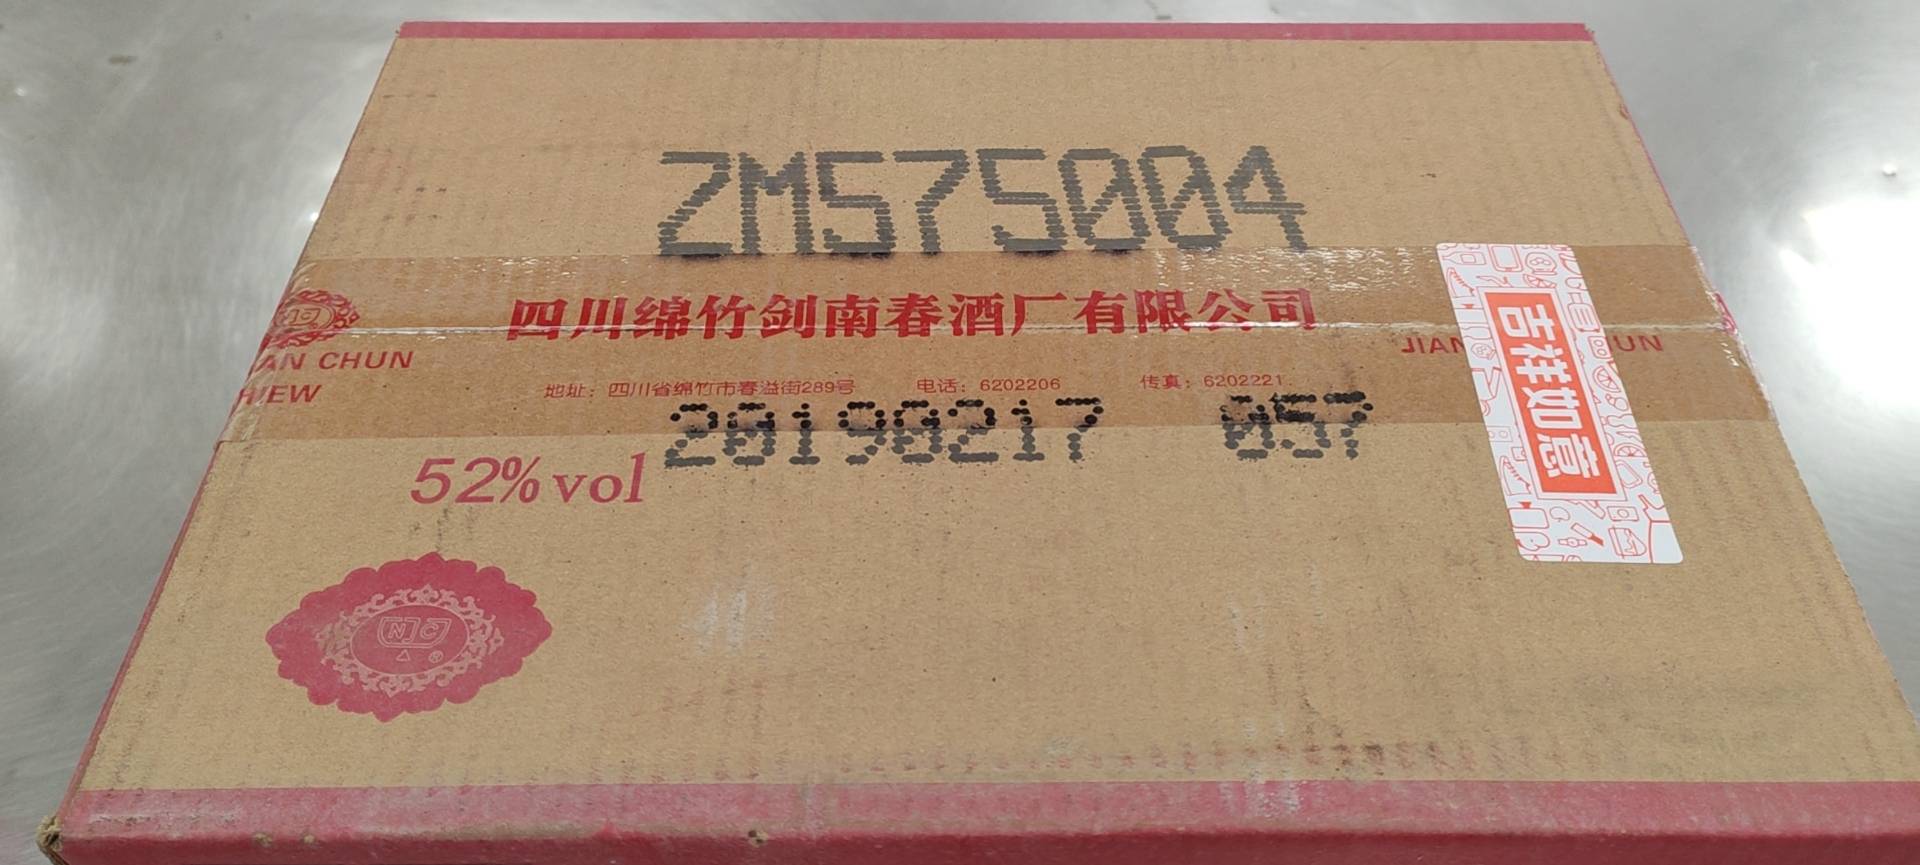 ZM575004
四川绵竹剑南春酒厂有限公司
AN CHUN
HIEW
JIAN
UN
地址：四川省绵竹市春溢街289号 电话：6202206 传真：6202221
20190217 057
52% vol
吉祥如意
NC
®